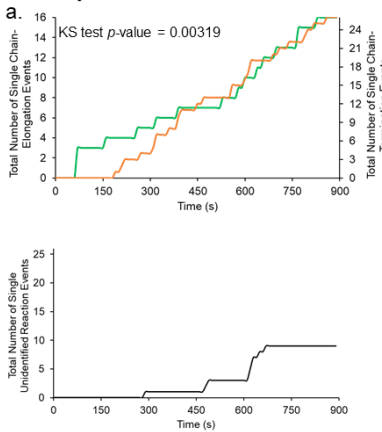 a.
KS test p-value = 0.00319
Total Number of Single Chain-
Elongation Events
16
14
12
10
8
6
4
2
0
24
21
18
15
12
9
6
3
0
Total Number of Single Chain-
0 150 300 450 600 750 900
Time (s)
Total Number of Single
Unidentified Reaction Events
25
20
15
10
5
0
0 150 300 450 600 750 900
Time (s)